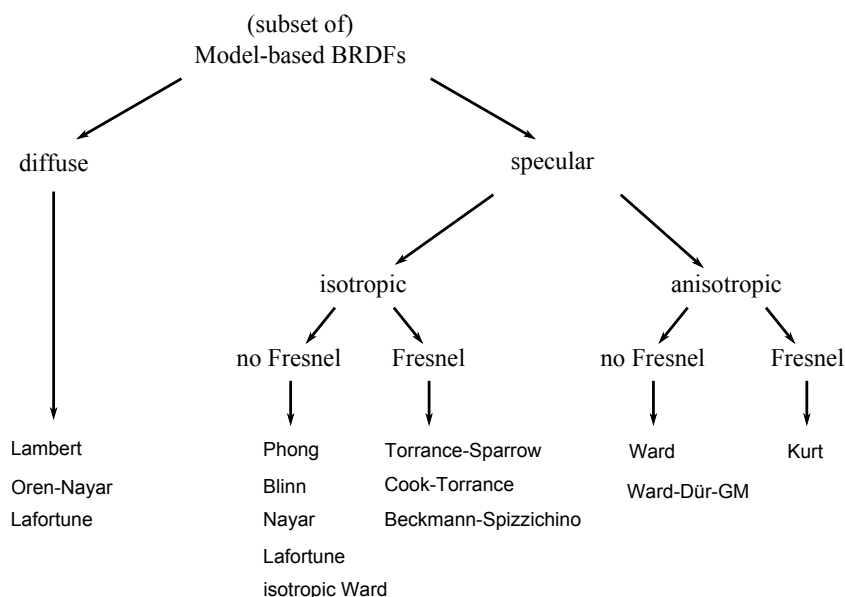 (subset of)
Model-based BRDFs
diffuse
specular
isotropic
anisotropic
no Fresnel
Fresnel
no Fresnel
Fresnel
Lambert
Oren-Nayar
Lafortune
Phong
Blinn
Nayar
Lafortune
isotropic Ward
Torrance-Sparrow
Cook-Torrance
Beckmann-Spizzichino
Ward
Ward-Dür-GM
Kurt